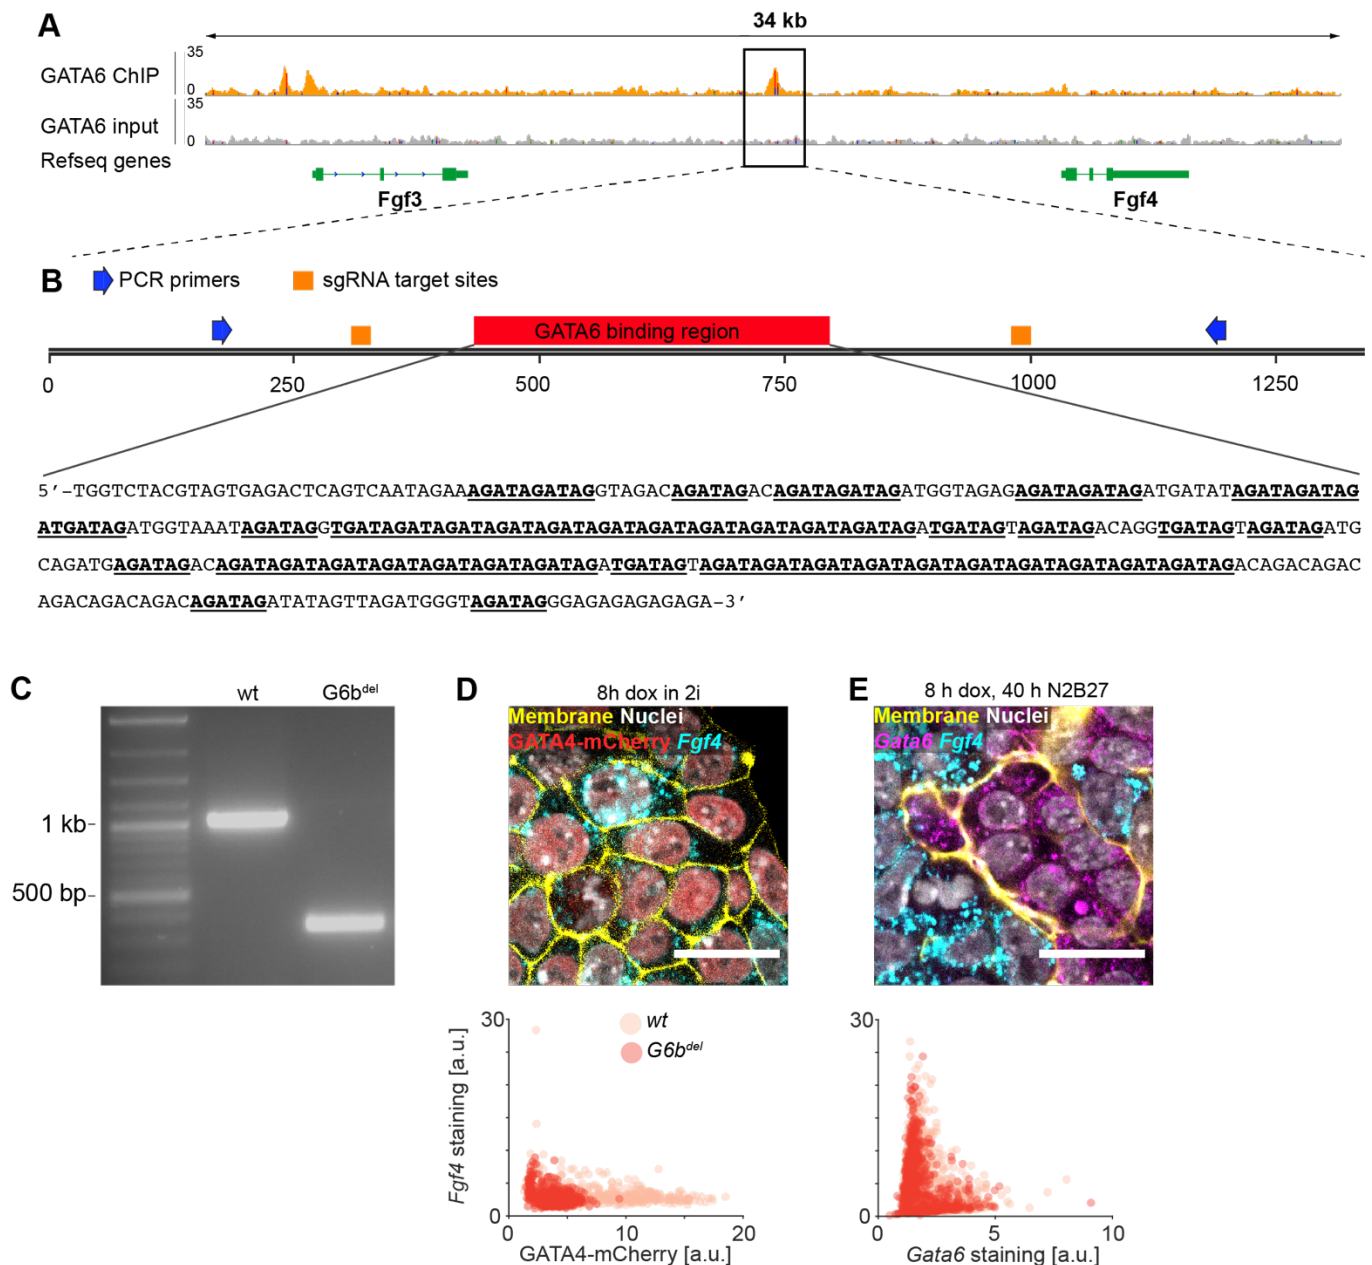 A
34 kb
GATA6 ChIP
35
0
GATA6 input
35
0
Refseq genes
Fgf3
Fgf4
B
PCR primers
sgRNA target sites
GATA6 binding region
0 250 500 750 1000 1250
5′-TGGTCTACGTAGTGAGACTCAGTCAATAGAAAGATAGATAGGTAGACAGATAGACAGATAGATAGATGGTAGAGAGATAGATAGATGATATAGATAGATAG
ATGATAGATGGTAAATAGATAGGTGATAGATAGATAGATAGATAGATAGATAGATAGATAGATAGATAGATGATAGTAGATAGACAGGTGATAGTAGATAGATG
CAGATGAGATAGACAGATAGATAGATAGATAGATAGATAGATAGATGATAGTAGATAGATAGATAGATAGATAGATAGATAGATAGATAGATAGACAGACAGAC
AGACAGACAGACAGATAGATATAGTTAGATGGGTAGATAGGGAGAGAGAGAGA-3′
C
wt G6bdel
1 kb-
500 bp-
D
8h dox in 2i
Membrane Nuclei
GATA4-mCherry Fgf4
E
8 h dox, 40 h N2B27
Membrane Nuclei
Gata6 Fgf4
30
0
Fgf4 staining [a.u.]
wt
G6bdel
0 10 20
GATA4-mCherry [a.u.]
30
0
0 5 10
Gata6 staining [a.u.]